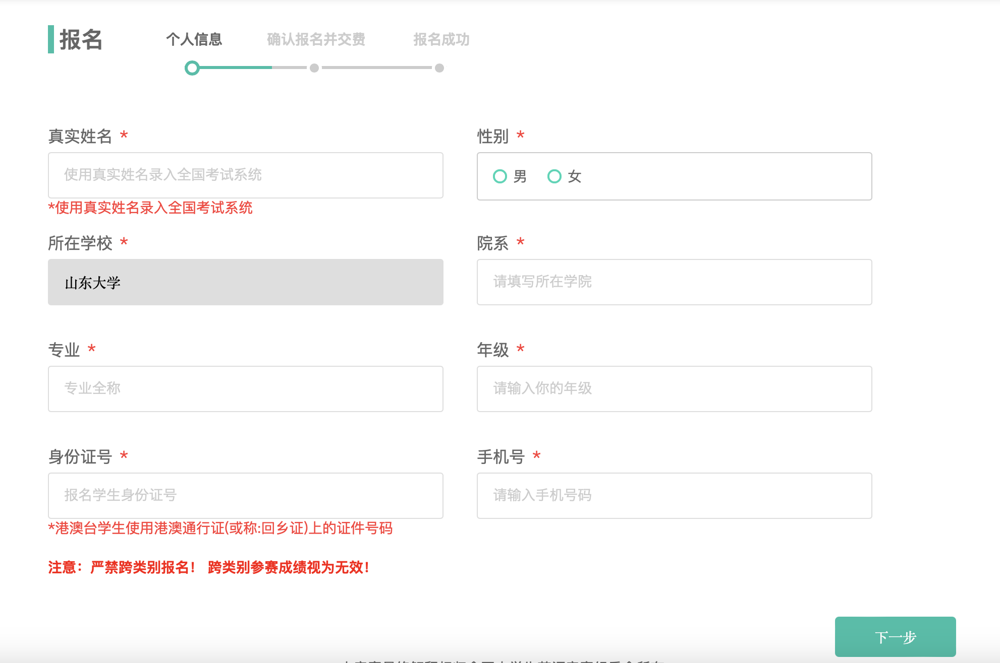 报名
个人信息 确认报名并交费 报名成功
真实姓名 * 性别 *
使用真实姓名录入全国考试系统 男 女
*使用真实姓名录入全国考试系统
所在学校 * 院系 *
山东大学 请填写所在学院
专业 * 年级 *
专业全称 请输入你的年级
身份证号 * 手机号 *
报名学生身份证号 请输入手机号码
*港澳台学生使用港澳通行证(或称:回乡证)上的证件号码
注意：严禁跨类别报名！ 跨类别参赛成绩视为无效！
下一步